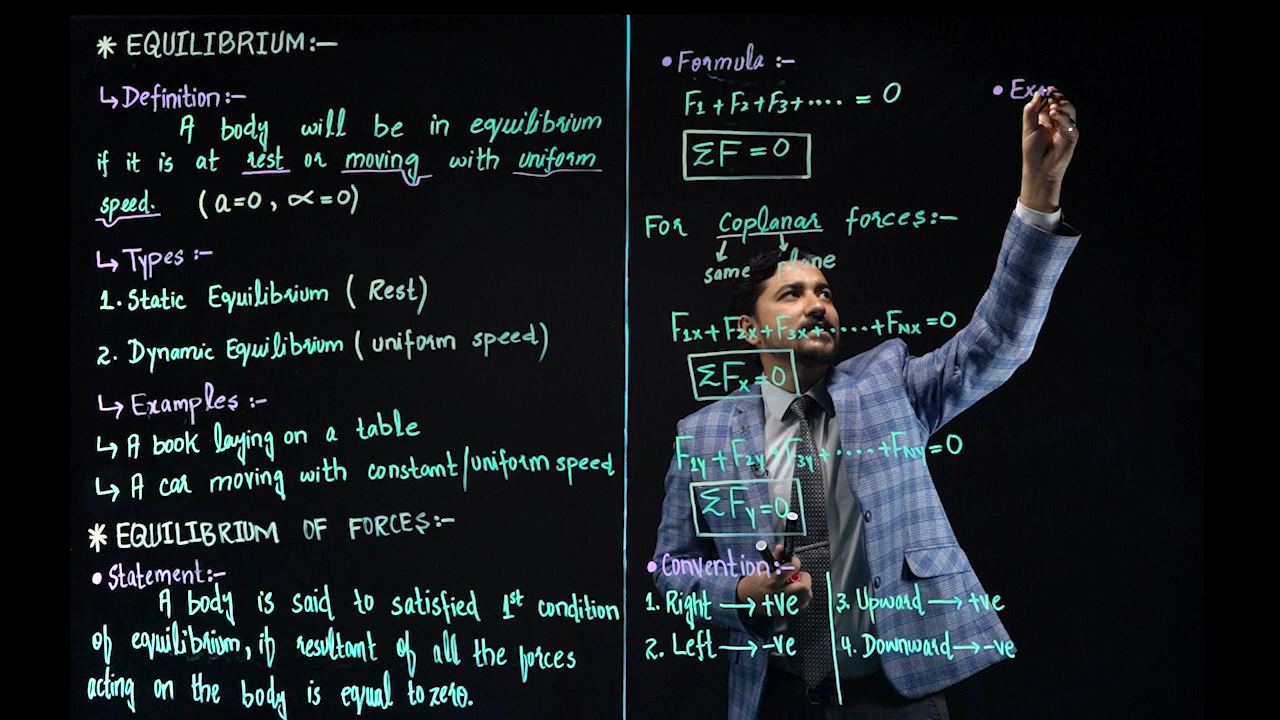 * EQUILIBRIUM:-
↳ Definition:-
A body will be in equilibrium
if it is at rest or moving with uniform
speed. (a=0, ∝=0)
↳ Types :-
1. Static Equilibrium ( Rest)
2. Dynamic Equilibrium ( uniform speed)
↳ Examples :-
↳ A book laying on a table
↳ A car moving with constant/uniform speed
* EQUILIBRIUM OF FORCES:-
• Statement:-
A body is said to satisfied 1st condition
of equilibrium, if resultant of all the forces
acting on the body is equal to zero.
• Formula :-
F1 + F2 + F3 + .... = 0
ΣF = 0
For Coplanar forces:-
same plane
F1x + F2x + F3x + ..... + FNx = 0
ΣFx = 0
F1y + F2y + F3y + ..... + FNy = 0
ΣFy = 0
• Convention:-
1. Right → +ve
2. Left → -ve
3. Upward → +ve
4. Downward → -ve